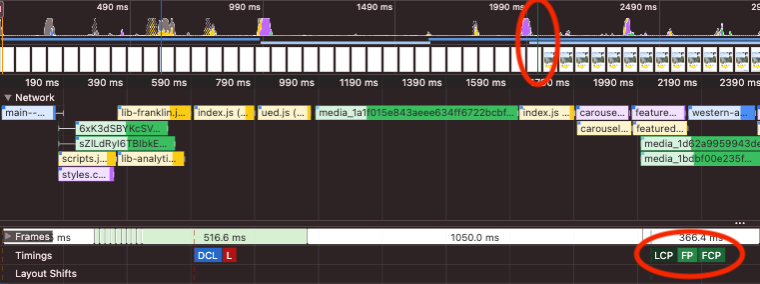 490 ms 990 ms 1490 ms 1990 ms 2490 ms
190 ms 390 ms 590 ms 790 ms 990 ms 1190 ms 1490 ms 1590 ms 1790 ms 1990 ms 2190 ms 2390 ms
Network
main-- lib-franklin.j... index.js (... ued.js (... media_1a1f015e843aeee634ff6722bcbf... index.js ... carouse... feature... western-a...
6xK3dSBYKcSV... carousel... featured...
sZlLdRyI6TBIbkE... media_1d62a9959943de
scripts.j... lib-analyti... media_1bdbf00e235f...
styles.c...
...
Frames ms 516.6 ms 1050.0 ms 366.4 ms
Timings DCL L LCP FP FCP
Layout Shifts